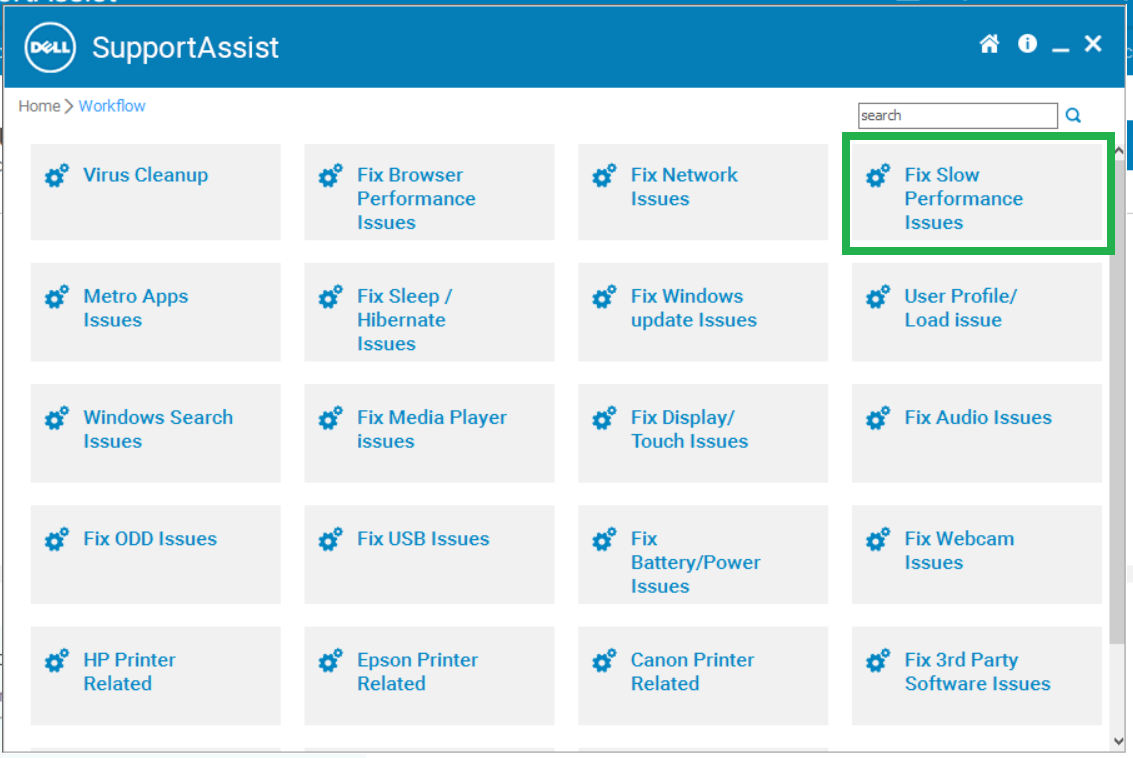 DELL SupportAssist
Home > Workflow
search
Virus Cleanup
Fix Browser
Performance
Issues
Fix Network
Issues
Fix Slow
Performance
Issues
Metro Apps
Issues
Fix Sleep /
Hibernate
Issues
Fix Windows
update Issues
User Profile/
Load issue
Windows Search
Issues
Fix Media Player
issues
Fix Display/
Touch Issues
Fix Audio Issues
Fix ODD Issues
Fix USB Issues
Fix
Battery/Power
Issues
Fix Webcam
Issues
HP Printer
Related
Epson Printer
Related
Canon Printer
Related
Fix 3rd Party
Software Issues